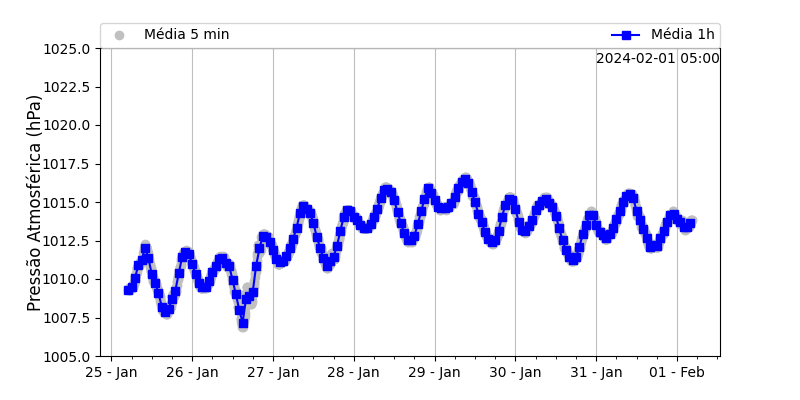 Média 5 min
Média 1h
2024-02-01 05:00
Pressão Atmosférica (hPa)
1025.0
1022.5
1020.0
1017.5
1015.0
1012.5
1010.0
1007.5
1005.0
25 - Jan
26 - Jan
27 - Jan
28 - Jan
29 - Jan
30 - Jan
31 - Jan
01 - Feb